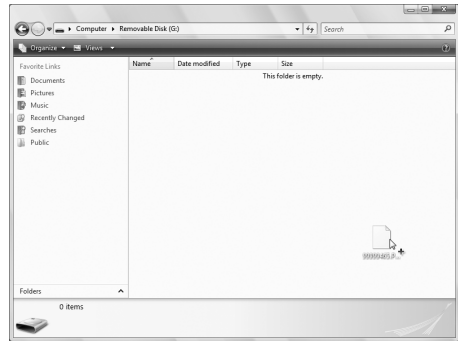 Computer ▸ Removable Disk (G:)
Search
Organize ▾ Views ▾
Favorite Links
Documents
Pictures
Music
Recently Changed
Searches
Public
Folders
Name Date modified Type Size
This folder is empty.
0 items